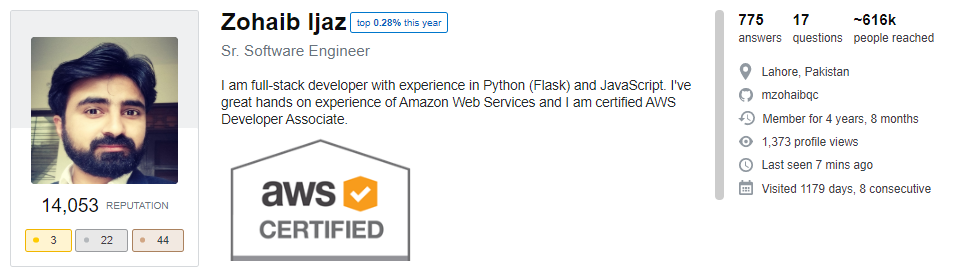 Zohaib Ijaz top 0.28% this year
Sr. Software Engineer
I am full-stack developer with experience in Python (Flask) and JavaScript. I've
great hands on experience of Amazon Web Services and I am certified AWS
Developer Associate.
aws
CERTIFIED
14,053 REPUTATION
3 22 44
775 17 ~616k
answers questions people reached
Lahore, Pakistan
mzohaibqc
Member for 4 years, 8 months
1,373 profile views
Last seen 7 mins ago
Visited 1179 days, 8 consecutive